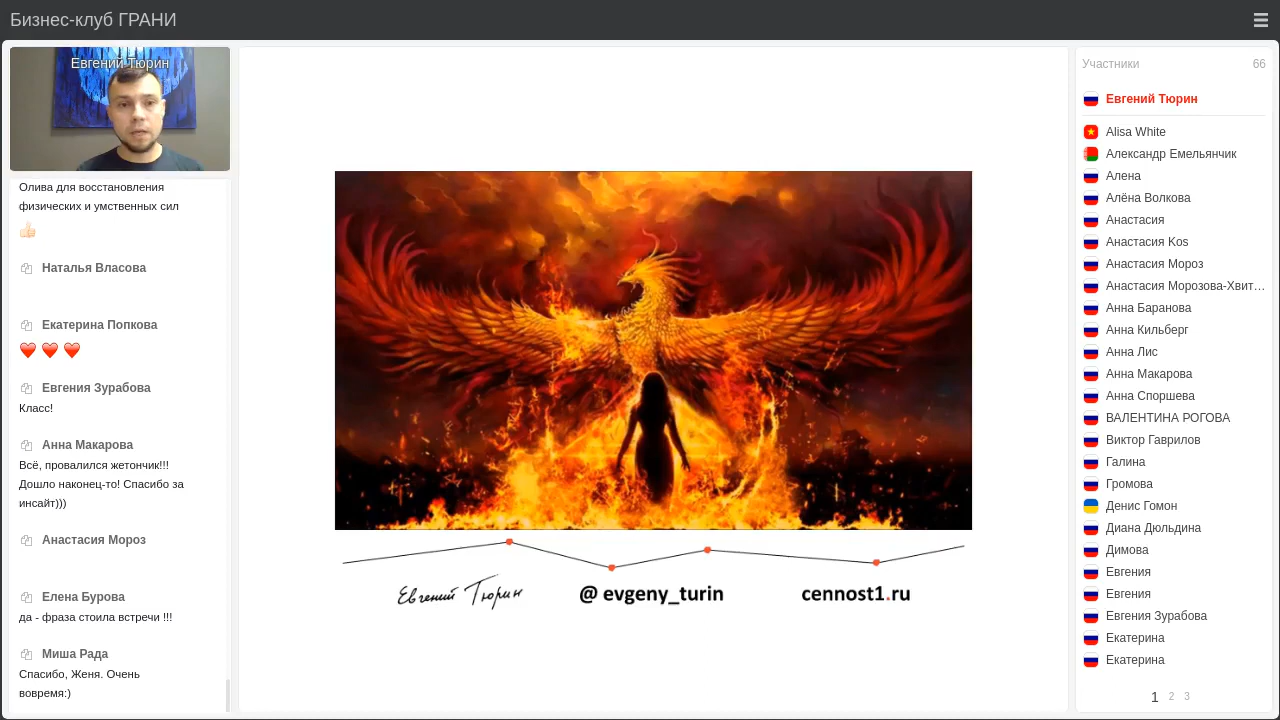 Бизнес-клуб ГРАНИ
Евгений Тюрин
Олива для восстановления
физических и умственных сил
Наталья Власова
Екатерина Попкова
Евгения Зурабова
Класс!
Анна Макарова
Всё, провалился жетончик!!!
Дошло наконец-то! Спасибо за
инсайт)))
Анастасия Мороз
Елена Бурова
да - фраза стоила встречи !!!
Миша Рада
Спасибо, Женя. Очень
вовремя:)
Евгений Тюрин
@ evgeny_turin
cennost1.ru
Участники 66
Евгений Тюрин
Alisa White
Александр Емельянчик
Алена
Алёна Волкова
Анастасия
Анастасия Kos
Анастасия Мороз
Анастасия Морозова-Хвит…
Анна Баранова
Анна Кильберг
Анна Лис
Анна Макарова
Анна Споршева
ВАЛЕНТИНА РОГОВА
Виктор Гаврилов
Галина
Громова
Денис Гомон
Диана Дюльдина
Димова
Евгения
Евгения
Евгения Зурабова
Екатерина
Екатерина
1 2 3